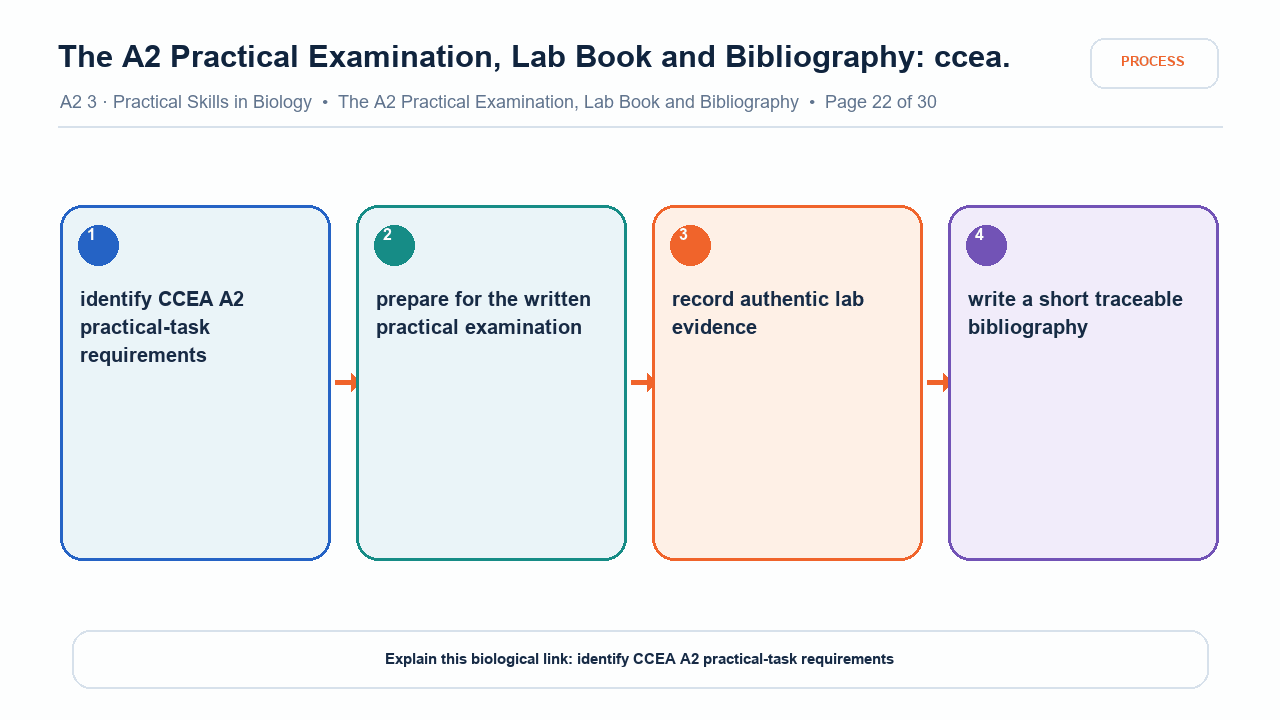 The A2 Practical Examination, Lab Book and Bibliography: ccea.
PROCESS
A2 3 · Practical Skills in Biology • The A2 Practical Examination, Lab Book and Bibliography • Page 22 of 30
1
identify CCEA A2
practical-task
requirements
2
prepare for the written
practical examination
3
record authentic lab
evidence
4
write a short traceable
bibliography
Explain this biological link: identify CCEA A2 practical-task requirements